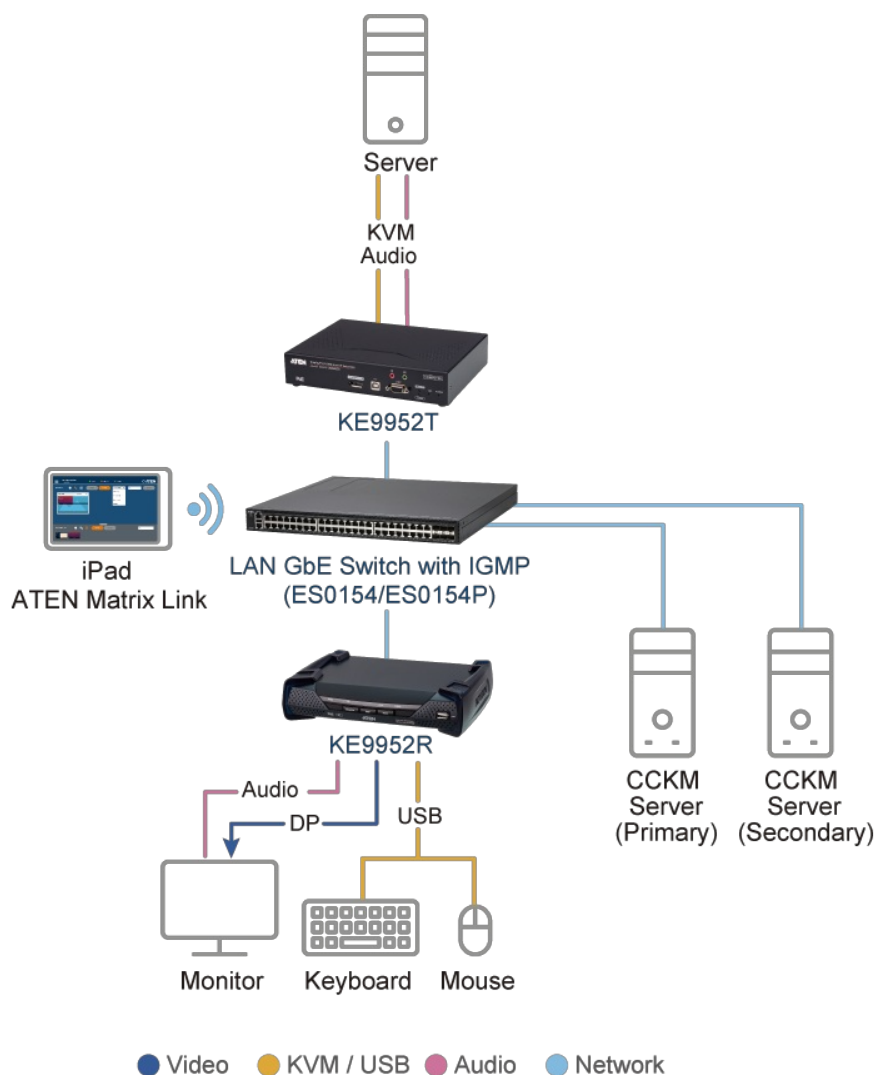 Server
KVM
Audio
ATEN
KE9952T
iPad
ATEN Matrix Link
LAN GbE Switch with IGMP
(ES0154/ES0154P)
KE9952R
CCKM
Server
(Primary)
CCKM
Server
(Secondary)
Audio
DP
USB
Monitor
Keyboard
Mouse
Video
KVM / USB
Audio
Network